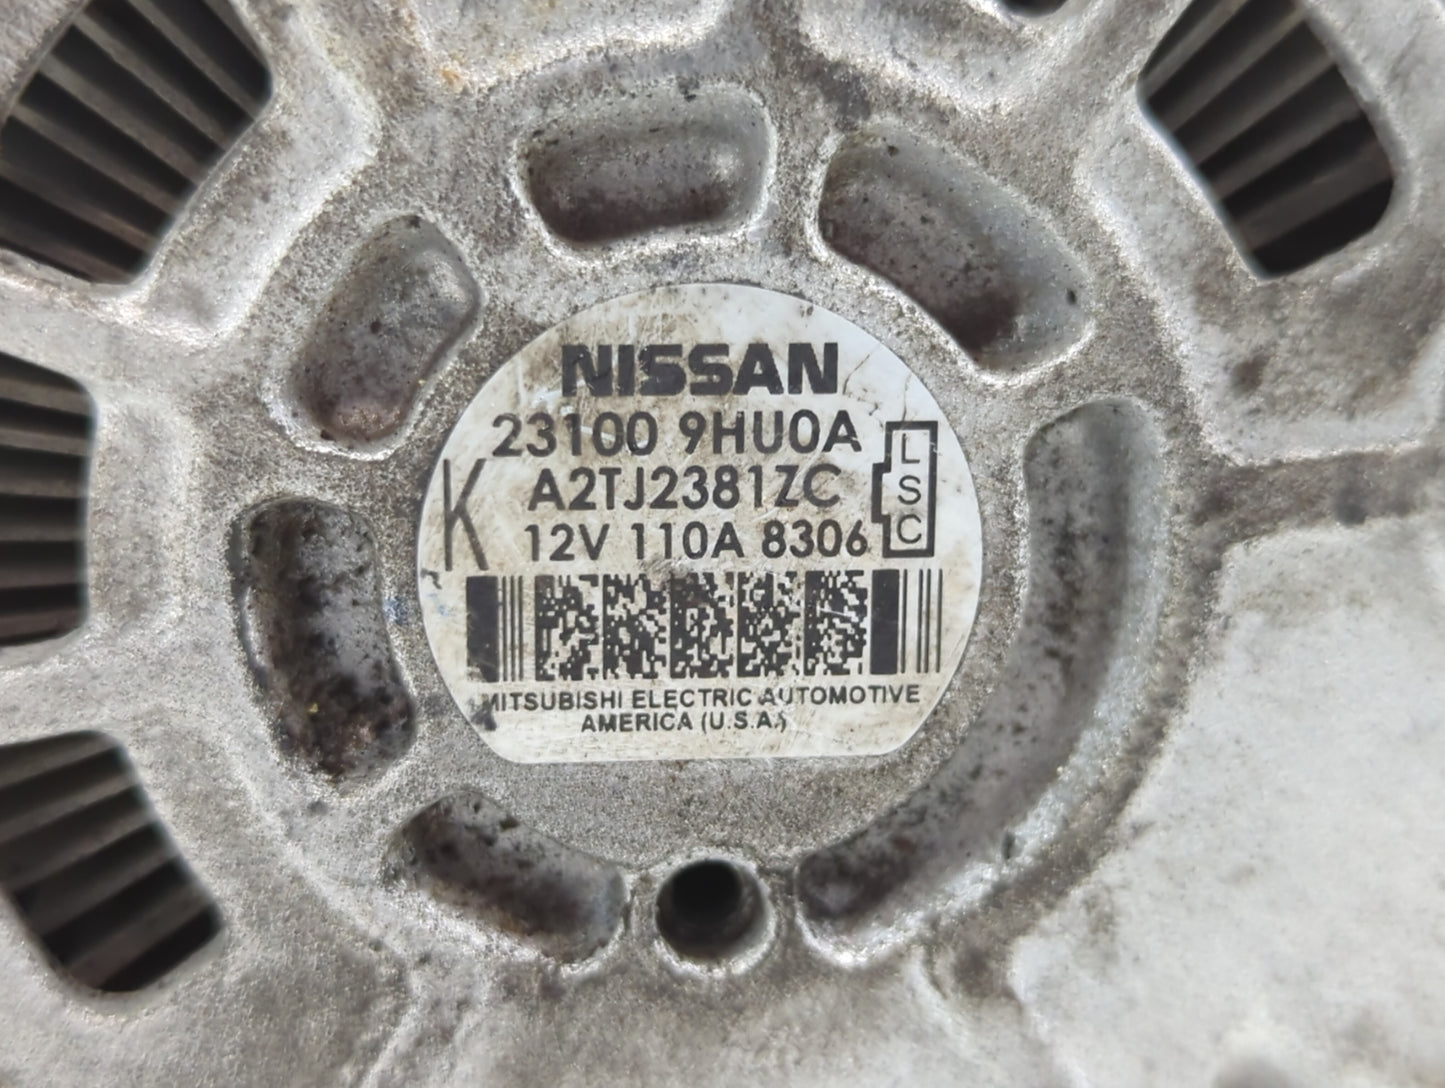 NISSAN
23100 9HU0A
K A2TJ2381ZC
12V 110A 8306
L
S
C
MITSUBISHI ELECTRIC AUTOMOTIVE
AMERICA (U.S.A)